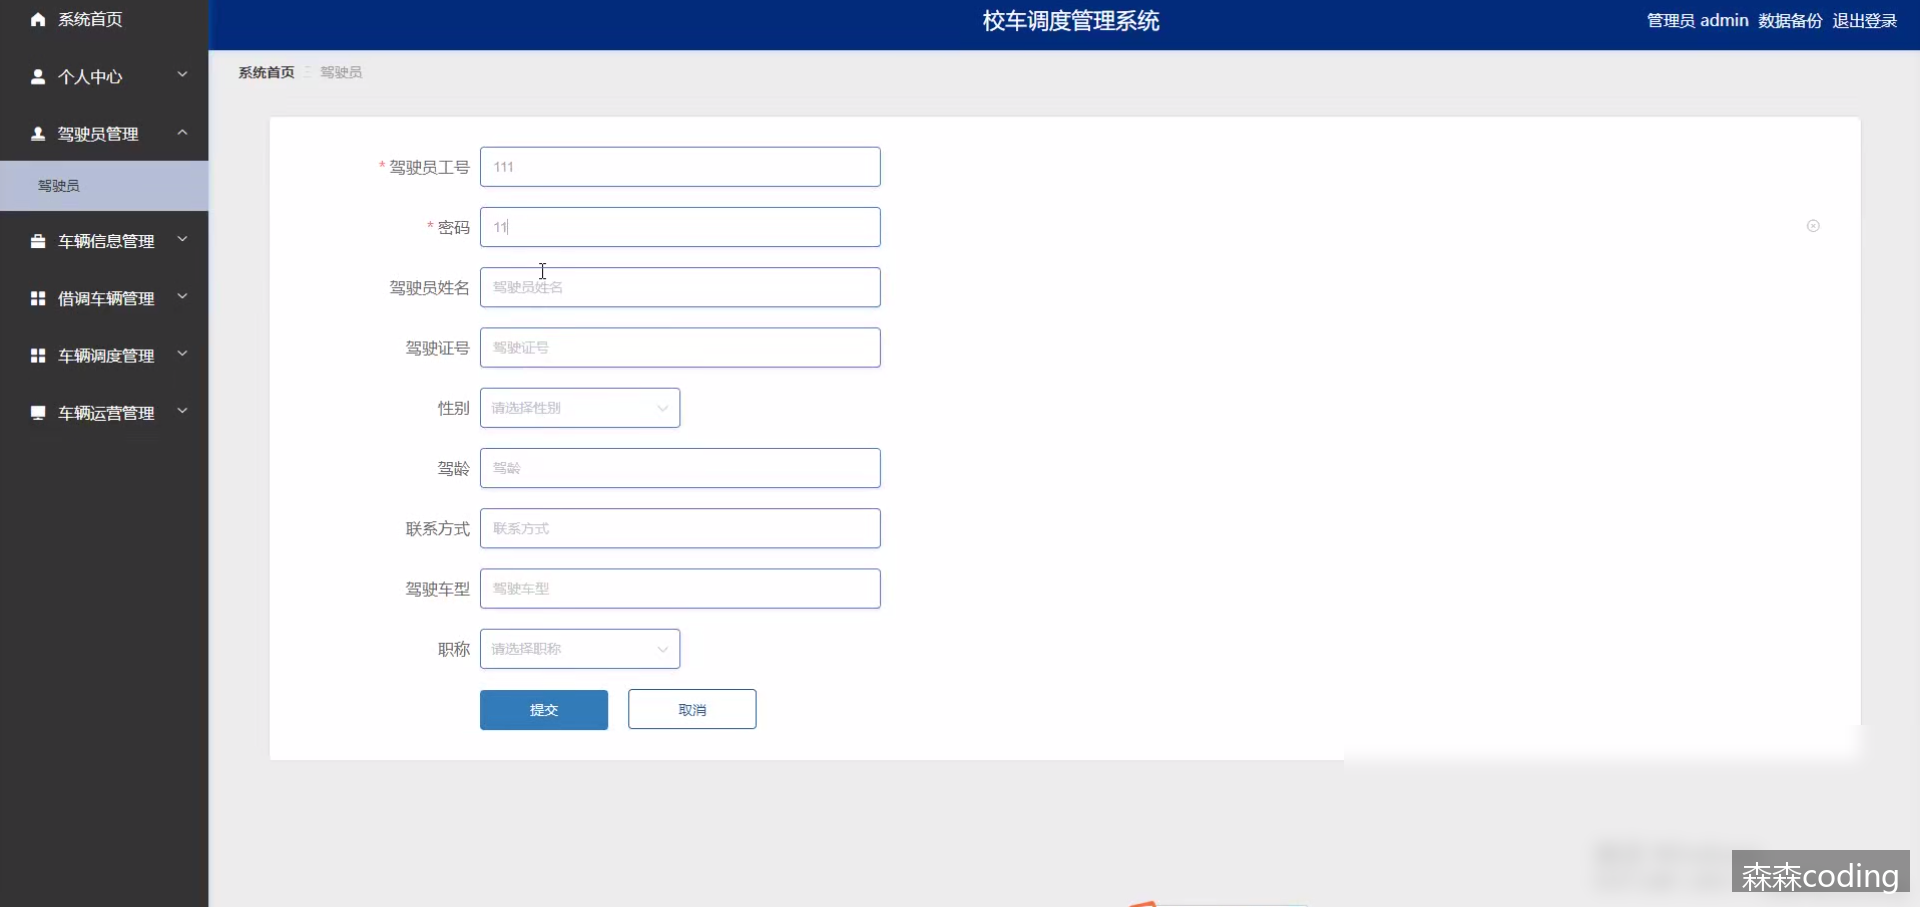 系统首页
个人中心
驾驶员管理
驾驶员
车辆信息管理
借调车辆管理
车辆调度管理
车辆运营管理
校车调度管理系统
管理员 admin 数据备份 退出登录
系统首页 驾驶员
* 驾驶员工号 111
* 密码 11
驾驶员姓名 驾驶员姓名
驾驶证号 驾驶证号
性别 请选择性别
驾龄 驾龄
联系方式 联系方式
驾驶车型 驾驶车型
职称 请选择职称
提交 取消
森森coding